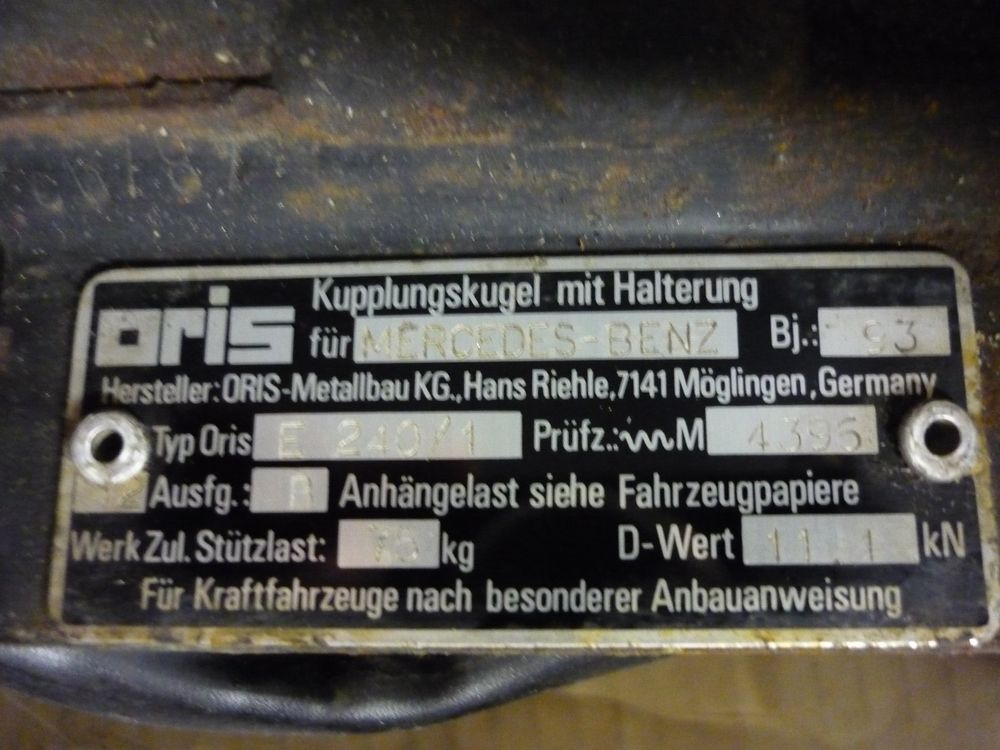 oris Kupplungskugel mit Halterung
für MERCEDES-BENZ Bj.: 93
Hersteller: ORIS-Metallbau KG., Hans Riehle, 7141 Möglingen, Germany
Typ Oris E 240/1 Prüfz.: M 4396
12 Ausfg.: Anhängelast siehe Fahrzeugpapiere
Werk Zul. Stützlast: 75 kg D-Wert 11.1 kN
Für Kraftfahrzeuge nach besonderer Anbauanweisung